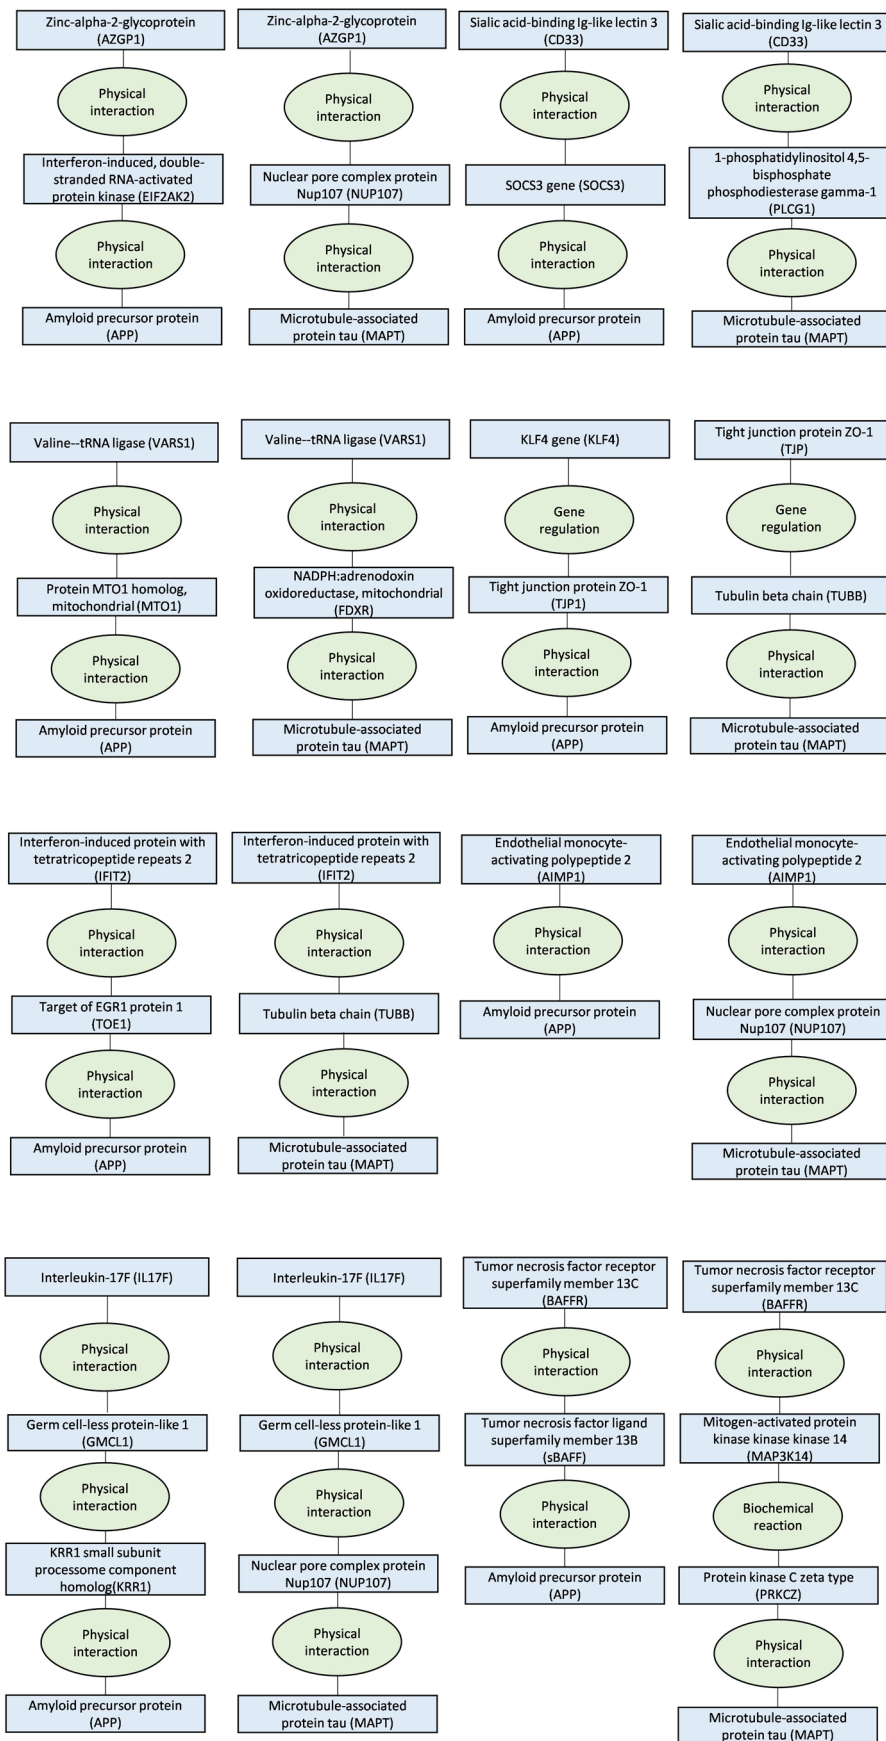 Zinc-alpha-2-glycoprotein
(AZGP1)
Physical
interaction
Interferon-induced, double-
stranded RNA-activated
protein kinase (EIF2AK2)
Physical
interaction
Amyloid precursor protein
(APP)
Zinc-alpha-2-glycoprotein
(AZGP1)
Physical
interaction
Nuclear pore complex protein
Nup107 (NUP107)
Physical
interaction
Microtubule-associated
protein tau (MAPT)
Sialic acid-binding Ig-like lectin 3
(CD33)
Physical
interaction
SOCS3 gene (SOCS3)
Physical
interaction
Amyloid precursor protein
(APP)
Sialic acid-binding Ig-like lectin 3
(CD33)
Physical
interaction
1-phosphatidylinositol 4,5-
bisphosphate
phosphodiesterase gamma-1
(PLCG1)
Physical
interaction
Microtubule-associated
protein tau (MAPT)
Valine--tRNA ligase (VARS1)
Physical
interaction
Protein MTO1 homolog,
mitochondrial (MTO1)
Physical
interaction
Amyloid precursor protein
(APP)
Valine--tRNA ligase (VARS1)
Physical
interaction
NADPH:adrenodoxin
oxidoreductase, mitochondrial
(FDXR)
Physical
interaction
Microtubule-associated
protein tau (MAPT)
KLF4 gene (KLF4)
Gene
regulation
Tight junction protein ZO-1
(TJP1)
Physical
interaction
Amyloid precursor protein
(APP)
Tight junction protein ZO-1
(TJP)
Gene
regulation
Tubulin beta chain (TUBB)
Physical
interaction
Microtubule-associated
protein tau (MAPT)
Interferon-induced protein with
tetratricopeptide repeats 2
(IFIT2)
Physical
interaction
Target of EGR1 protein 1
(TOE1)
Physical
interaction
Amyloid precursor protein
(APP)
Interferon-induced protein with
tetratricopeptide repeats 2
(IFIT2)
Physical
interaction
Tubulin beta chain (TUBB)
Physical
interaction
Microtubule-associated
protein tau (MAPT)
Endothelial monocyte-
activating polypeptide 2
(AIMP1)
Physical
interaction
Amyloid precursor protein
(APP)
Endothelial monocyte-
activating polypeptide 2
(AIMP1)
Physical
interaction
Nuclear pore complex protein
Nup107 (NUP107)
Physical
interaction
Microtubule-associated
protein tau (MAPT)
Interleukin-17F (IL17F)
Physical
interaction
Germ cell-less protein-like 1
(GMCL1)
Physical
interaction
KRR1 small subunit
processome component
homolog(KRR1)
Physical
interaction
Amyloid precursor protein
(APP)
Interleukin-17F (IL17F)
Physical
interaction
Germ cell-less protein-like 1
(GMCL1)
Physical
interaction
Nuclear pore complex protein
Nup107 (NUP107)
Physical
interaction
Microtubule-associated
protein tau (MAPT)
Tumor necrosis factor receptor
superfamily member 13C
(BAFFR)
Physical
interaction
Tumor necrosis factor ligand
superfamily member 13B
(sBAFF)
Physical
interaction
Amyloid precursor protein
(APP)
Tumor necrosis factor receptor
superfamily member 13C
(BAFFR)
Physical
interaction
Mitogen-activated protein
kinase kinase kinase 14
(MAP3K14)
Biochemical
reaction
Protein kinase C zeta type
(PRKCZ)
Physical
interaction
Microtubule-associated
protein tau (MAPT)